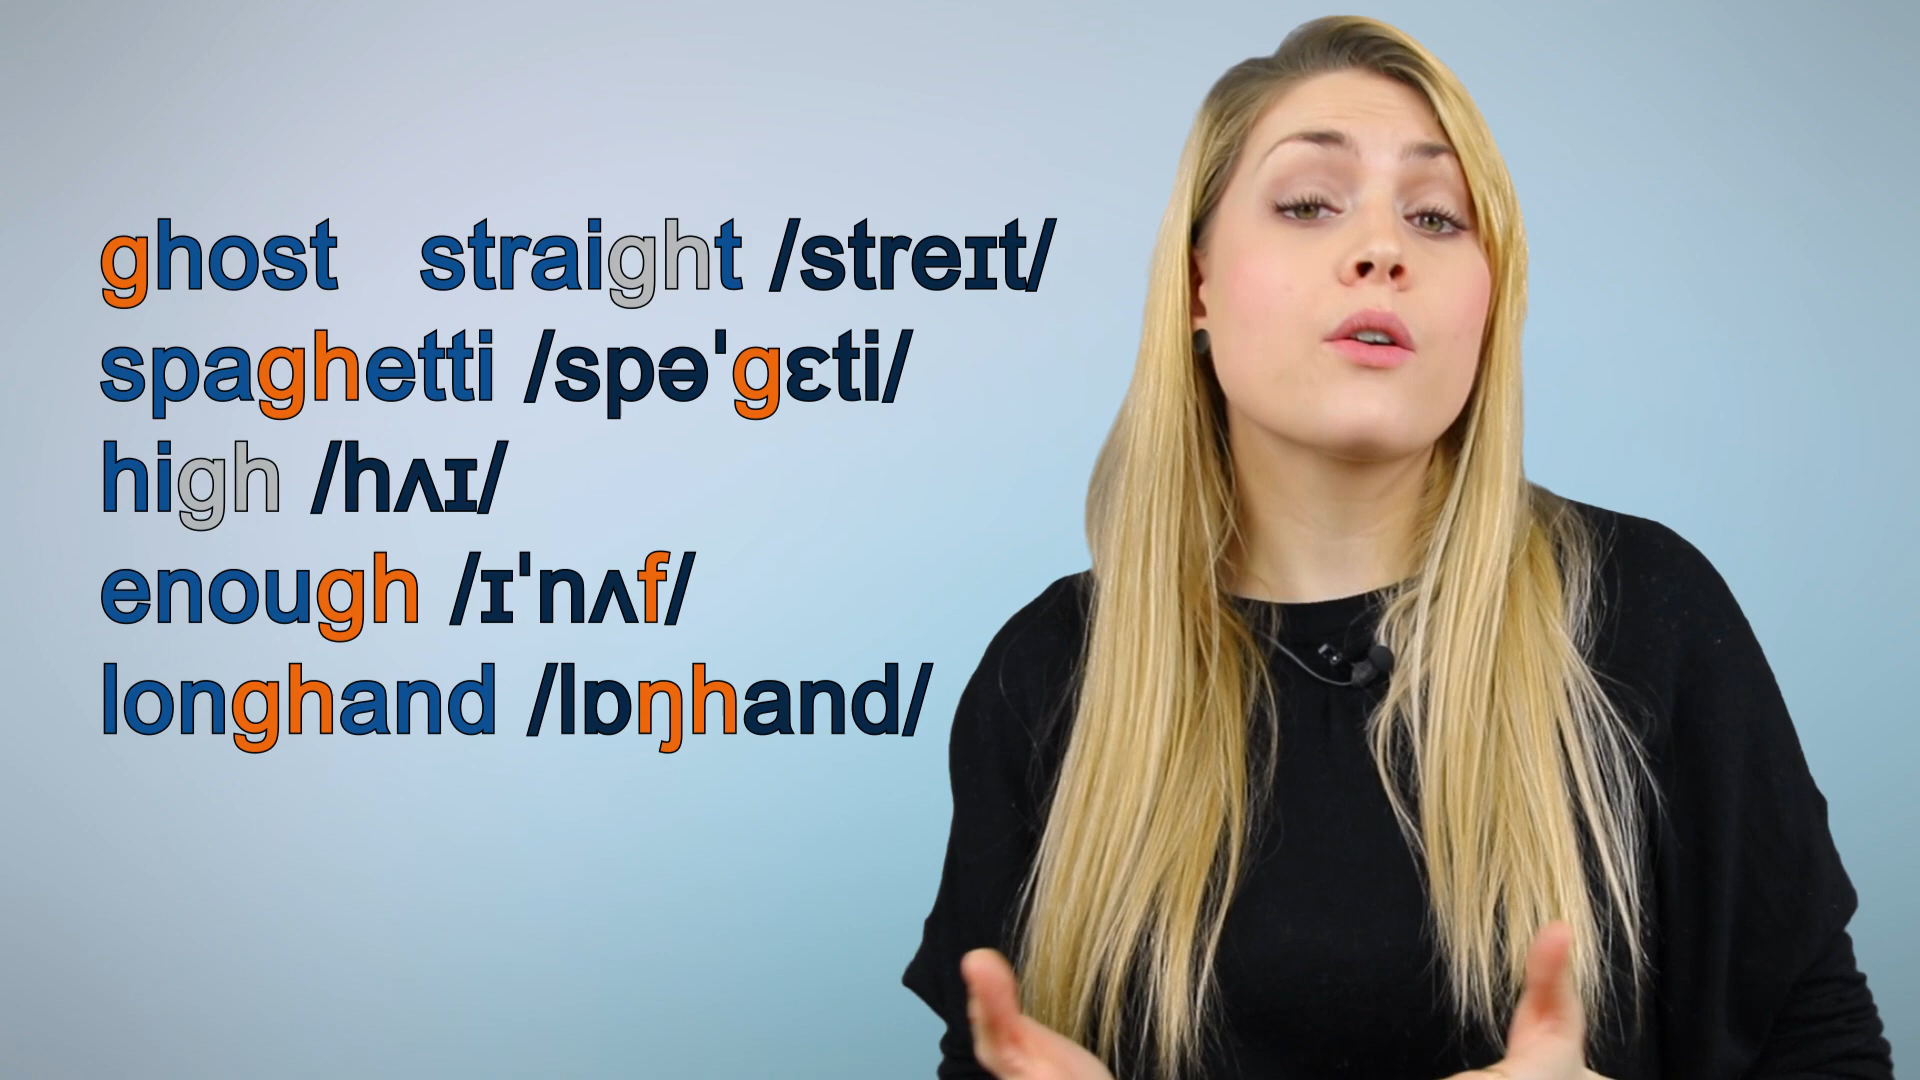 ghost straight /streɪt/
spaghetti /spəˈgɛti/
high /hʌɪ/
enough /ɪˈnʌf/
longhand /lɒŋhand/